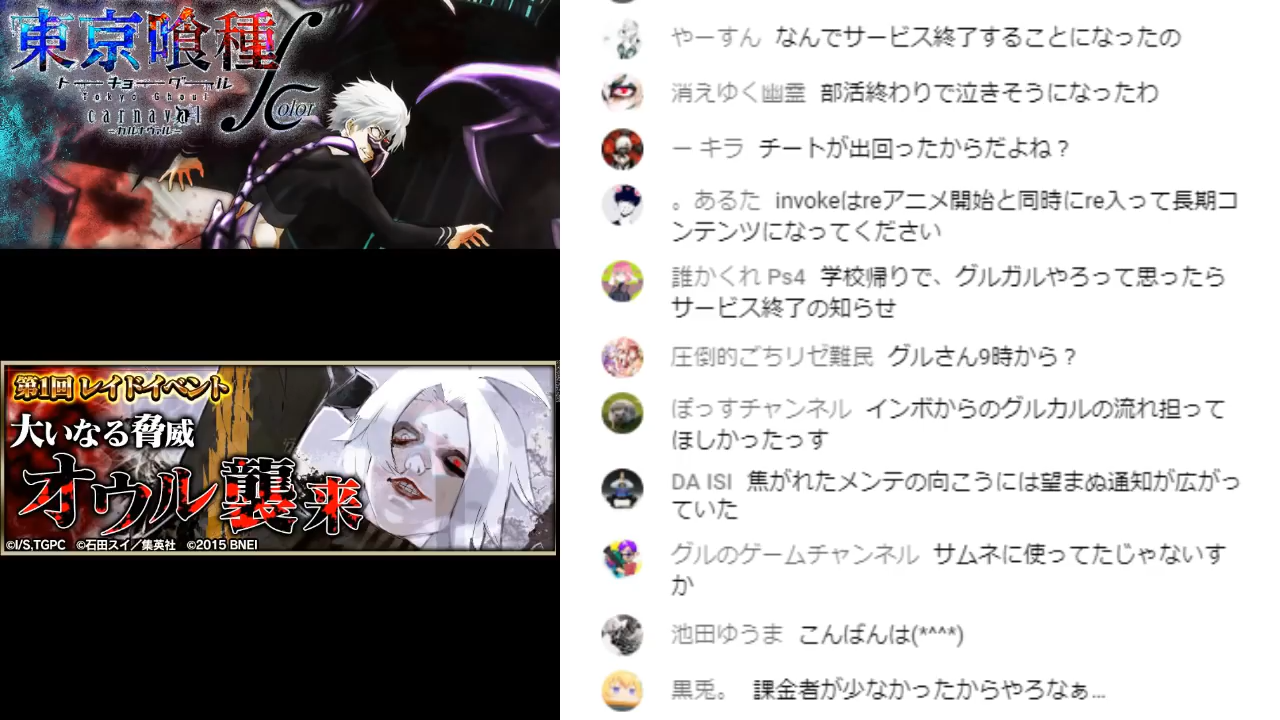 東京喰種
トーキョーグール
Tokyo Ghoul
carnaval
∫Color
～カルナヴァル～
第1回 レイドイベント
大いなる脅威
オウル襲来
©I/S,TGPC ©石田スイ／集英社 ©2015 BNEI
やーすん なんでサービス終了することになったの
消えゆく幽霊 部活終わりで泣きそうになったわ
ー キラ チートが出回ったからだよね？
。あるた invokeはreアニメ開始と同時にre入って長期コ
ンテンツになってください
誰かくれ Ps4 学校帰りで、グルガルやろって思ったら
サービス終了の知らせ
圧倒的ごちリゼ難民 グルさん9時から？
ぽっすチャンネル インボからのグルカルの流れ担って
ほしかったっす
DA ISI 焦がれたメンテの向こうには望まぬ通知が広がっ
ていた
グルのゲームチャンネル サムネに使ってたじゃないす
か
池田ゆうま こんばんは(*^^*)
黒兎。 課金者が少なかったからやろなぁ...